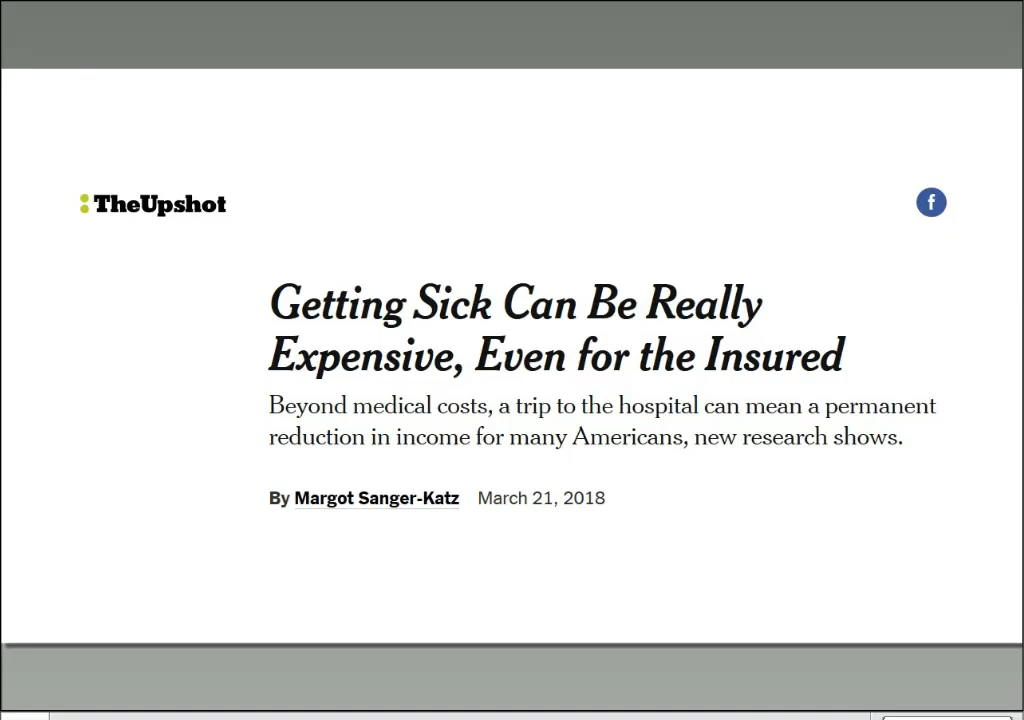 TheUpshot
f
Getting Sick Can Be Really
Expensive, Even for the Insured
Beyond medical costs, a trip to the hospital can mean a permanent
reduction in income for many Americans, new research shows.
By Margot Sanger-Katz March 21, 2018